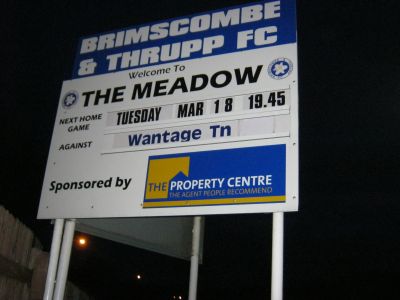 BRIMSCOMBE
& THRUPP FC
Welcome To
THE MEADOW
NEXT HOME GAME TUESDAY MAR 18 19.45
AGAINST Wantage Tn
Sponsored by
THE PROPERTY CENTRE
THE AGENT PEOPLE RECOMMEND